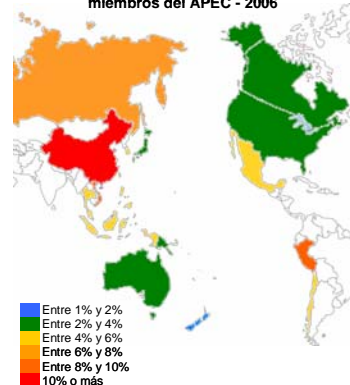 miembros del APEC - 2006
Entre 1% y 2%
Entre 2% y 4%
Entre 4% y 6%
Entre 6% y 8%
Entre 8% y 10%
10% o más